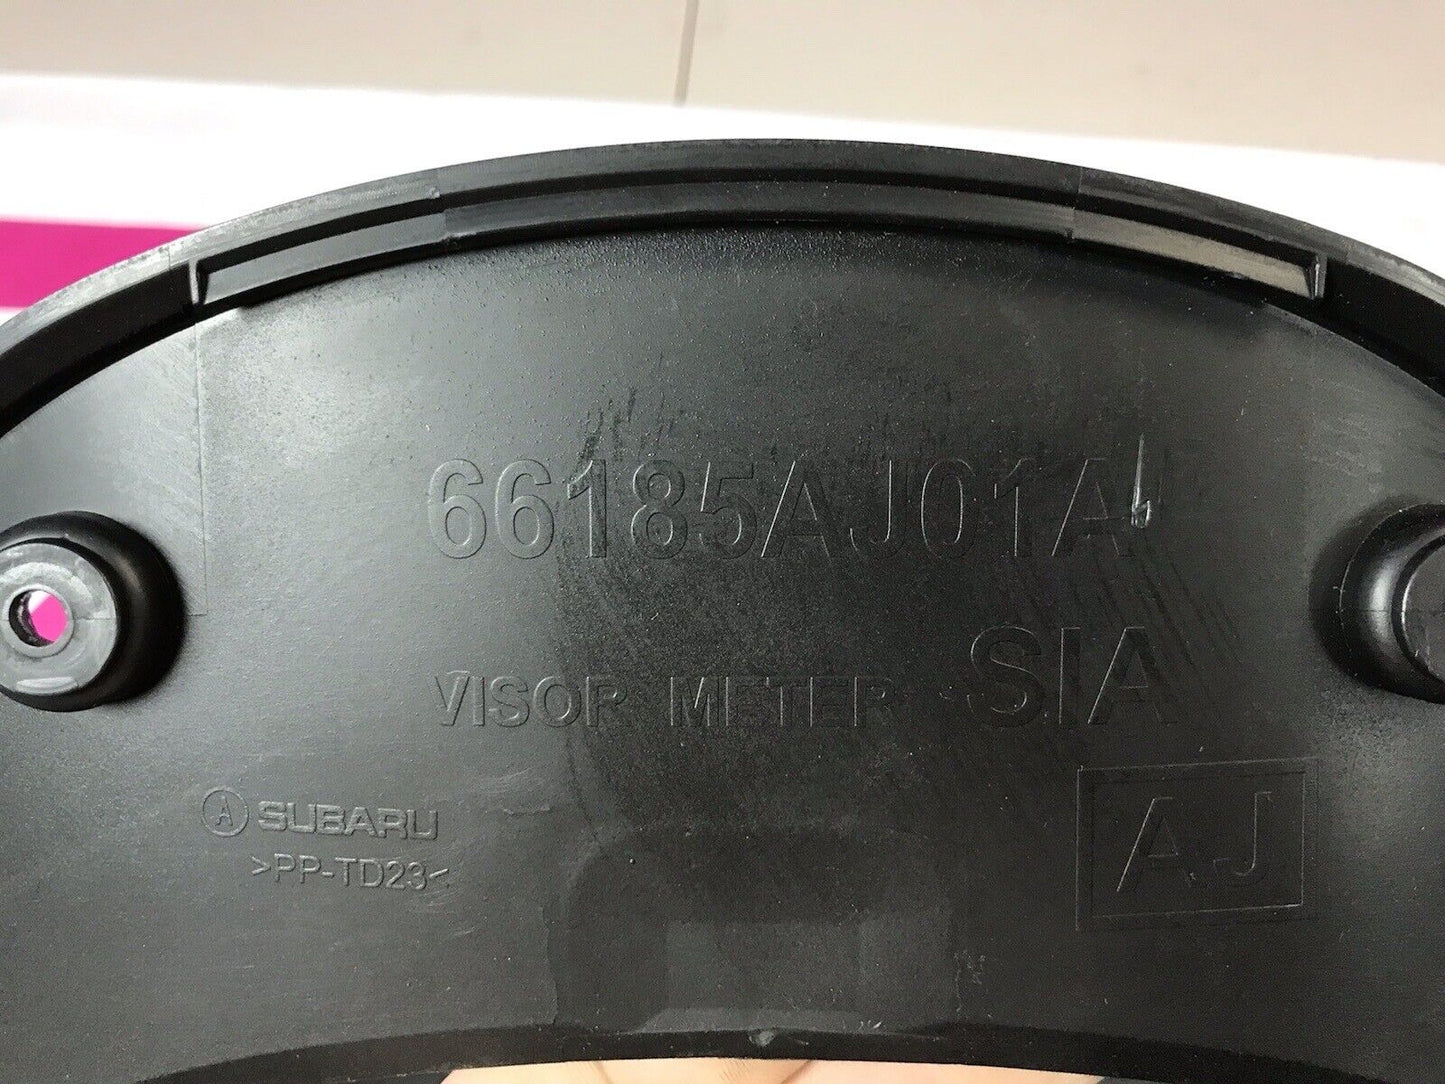 66185AJ01A
VISOR METER SIA
A SUBARU
>PP-TD23<
AJ